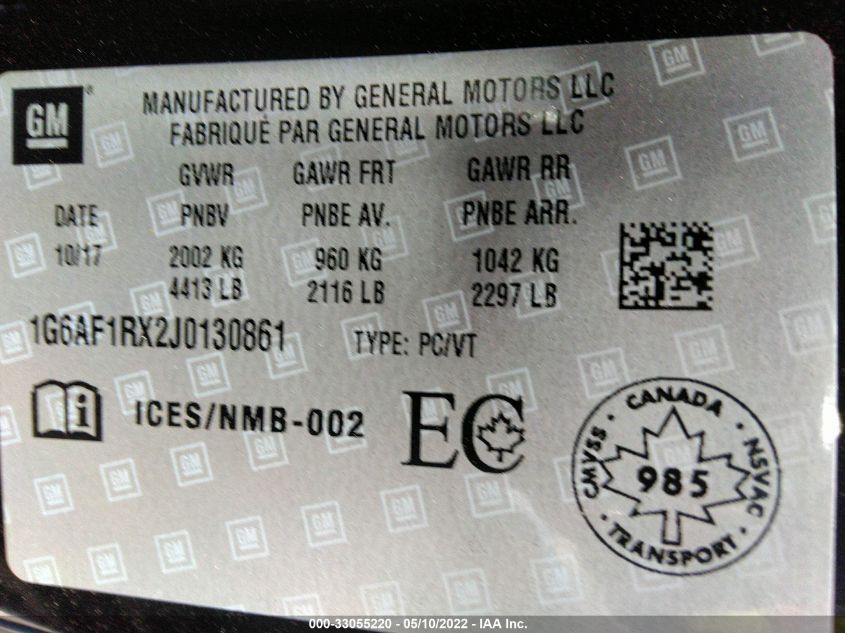 GM ®
MANUFACTURED BY GENERAL MOTORS LLC
FABRIQUÉ PAR GENERAL MOTORS LLC
GVWR GAWR FRT GAWR RR
DATE PNBV PNBE AV. PNBE ARR.
10/17 2002 KG 960 KG 1042 KG
4413 LB 2116 LB 2297 LB
1G6AF1RX2J0130861 TYPE: PC/VT
i ICES/NMB-002 EC
CANADA
CMVSS 985 NSVAC
TRANSPORT
000-33055220 - 05/10/2022 - IAA Inc.